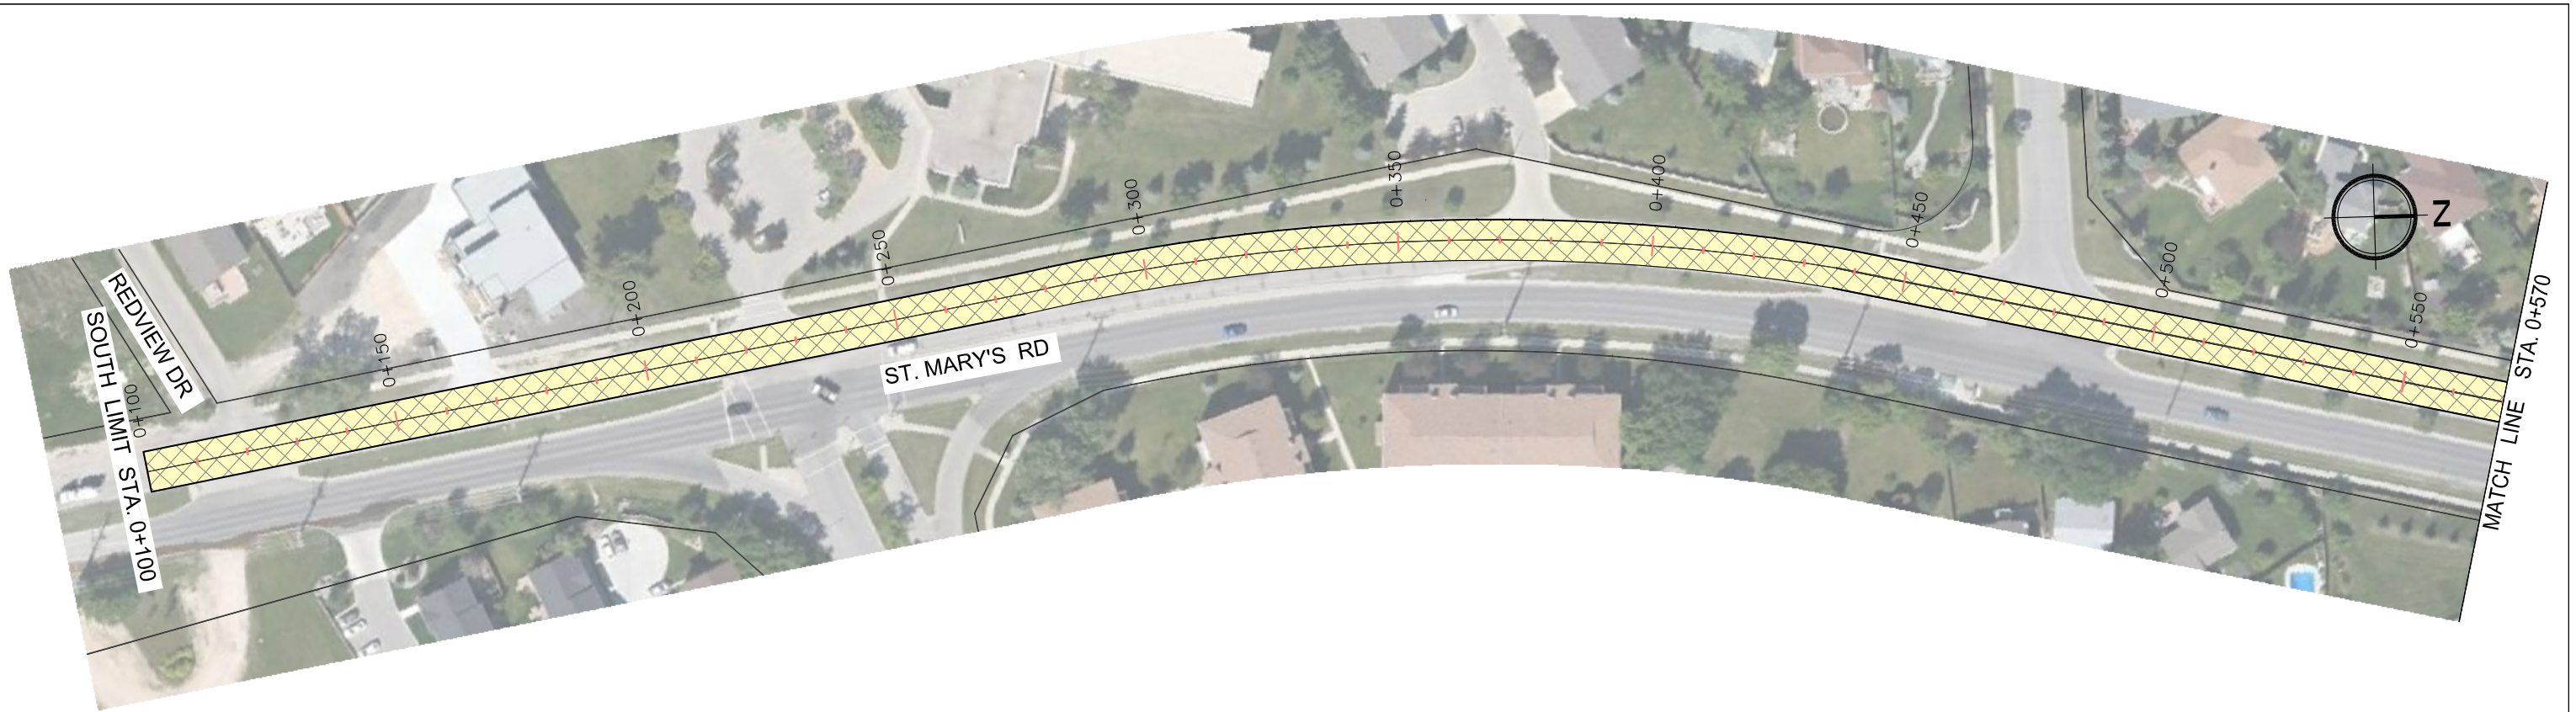 REDVIEW DR
SOUTH LIMIT STA. 0+100
0+100
0+150
0+200
0+250
0+300
0+350
0+400
0+450
0+500
0+550
ST. MARY'S RD
MATCH LINE STA. 0+570
N